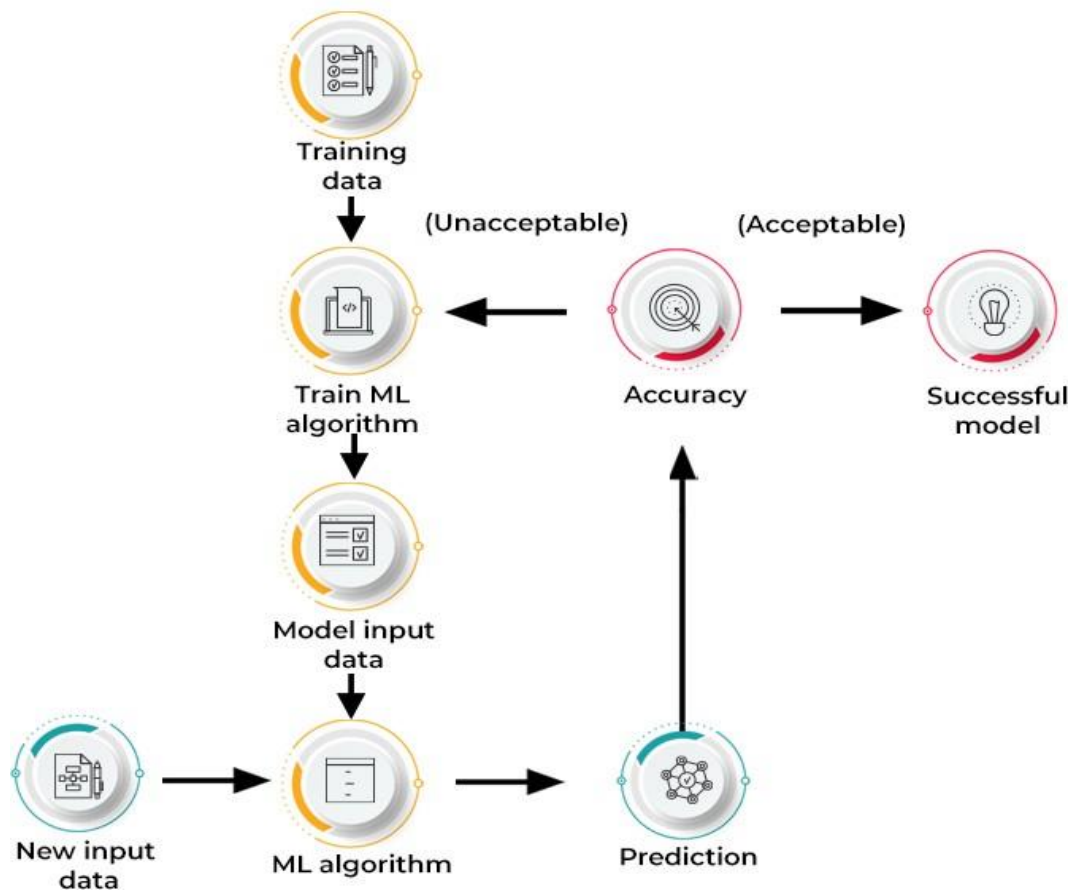 Training
data
(Unacceptable)
(Acceptable)
Train ML
algorithm
Accuracy
Successful
model
Model input
data
New input
data
ML algorithm
Prediction